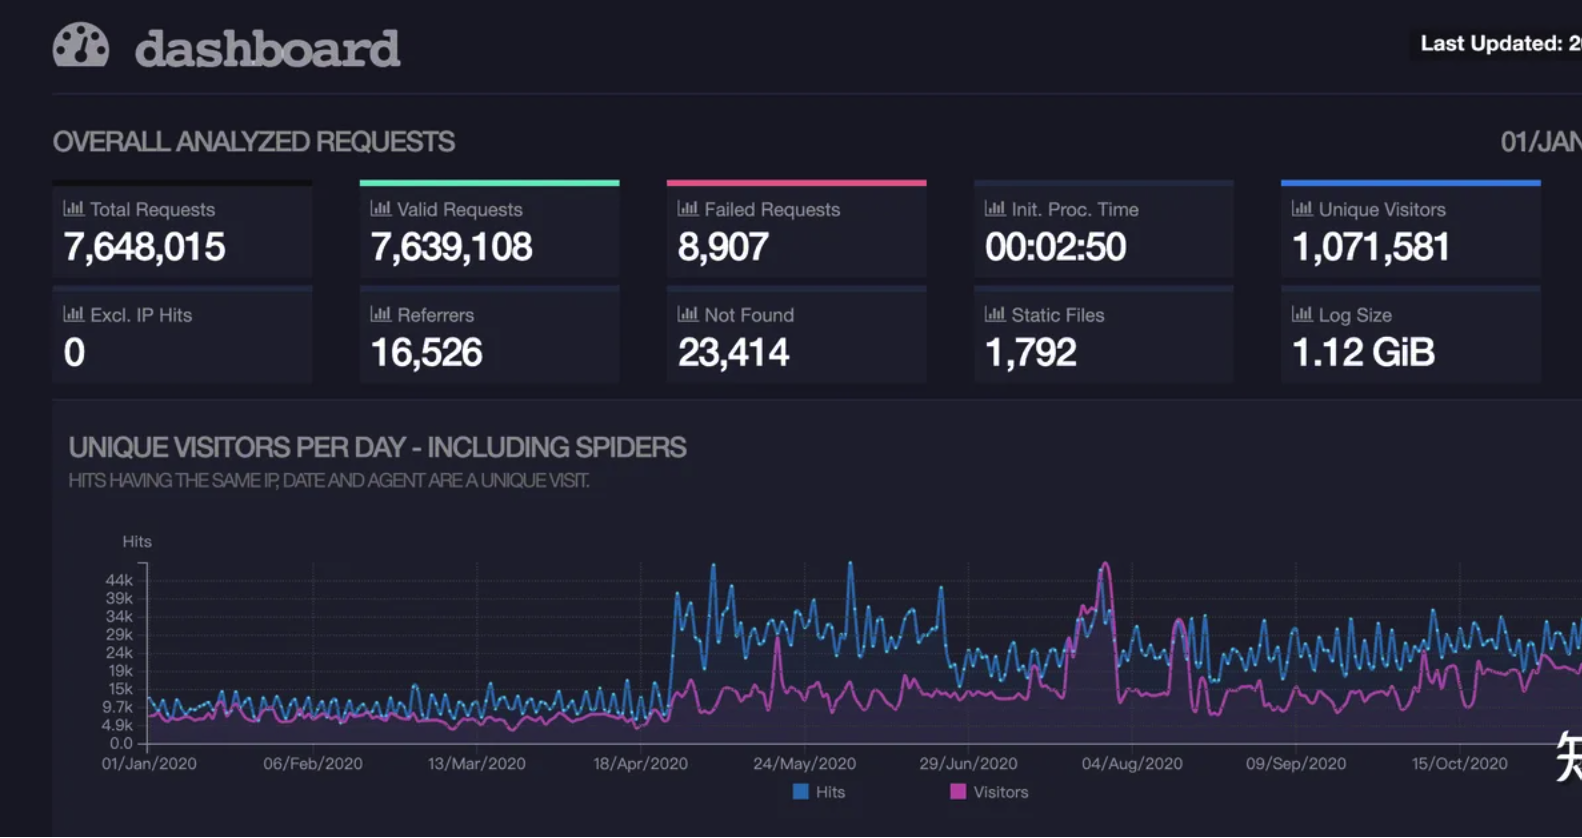 dashboard
Last Updated: 2
OVERALL ANALYZED REQUESTS
01/JAN
Total Requests
7,648,015
Valid Requests
7,639,108
Failed Requests
8,907
Init. Proc. Time
00:02:50
Unique Visitors
1,071,581
Excl. IP Hits
0
Referrers
16,526
Not Found
23,414
Static Files
1,792
Log Size
1.12 GiB
UNIQUE VISITORS PER DAY - INCLUDING SPIDERS
HITS HAVING THE SAME IP, DATE AND AGENT ARE A UNIQUE VISIT.
Hits
44k
39k
34k
29k
24k
19k
15k
9.7k
4.9k
0.0
01/Jan/2020 06/Feb/2020 13/Mar/2020 18/Apr/2020 24/May/2020 29/Jun/2020 04/Aug/2020 09/Sep/2020 15/Oct/2020
Hits Visitors